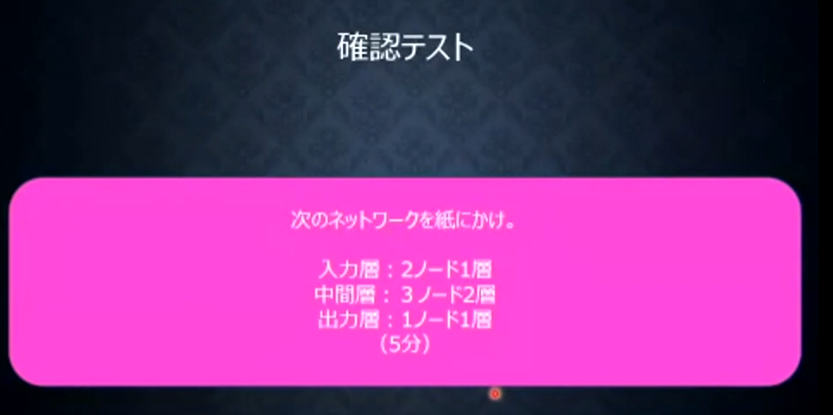 確認テスト
次のネットワークを紙にかけ。
入力層：2ノード1層
中間層：３ノード2層
出力層：1ノード1層
（5分）